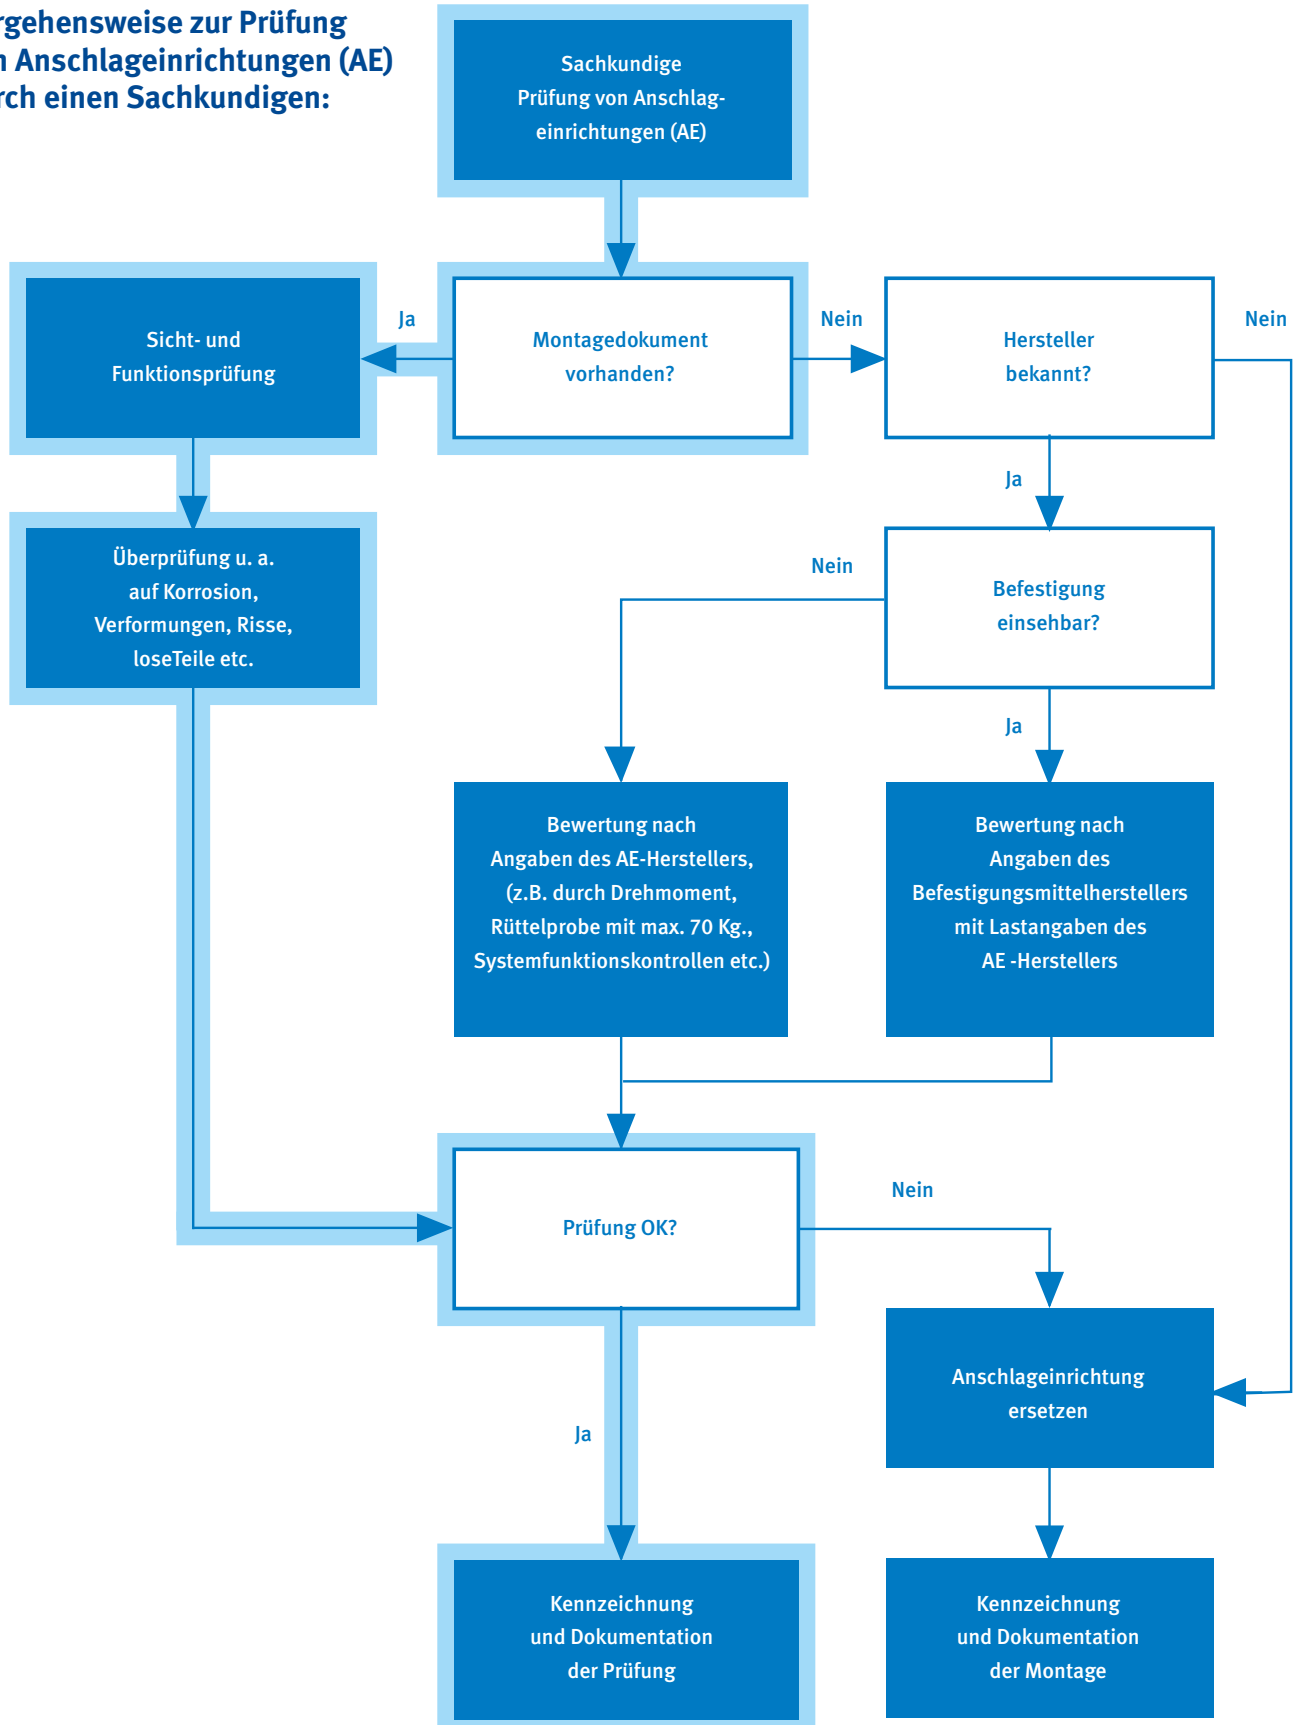 rgehensweise zur Prüfung
n Anschlageinrichtungen (AE)
rch einen Sachkundigen:
Sachkundige
Prüfung von Anschlag-
einrichtungen (AE)
Sicht- und
Funktionsprüfung
Ja
Montagedokument
vorhanden?
Nein
Hersteller
bekannt?
Nein
Ja
Überprüfung u. a.
auf Korrosion,
Verformungen, Risse,
loseTeile etc.
Nein
Befestigung
einsehbar?
Ja
Bewertung nach
Angaben des AE-Herstellers,
(z.B. durch Drehmoment,
Rüttelprobe mit max. 70 Kg.,
Systemfunktionskontrollen etc.)
Bewertung nach
Angaben des
Befestigungsmittelherstellers
mit Lastangaben des
AE -Herstellers
Prüfung OK?
Nein
Anschlageinrichtung
ersetzen
Ja
Kennzeichnung
und Dokumentation
der Prüfung
Kennzeichnung
und Dokumentation
der Montage